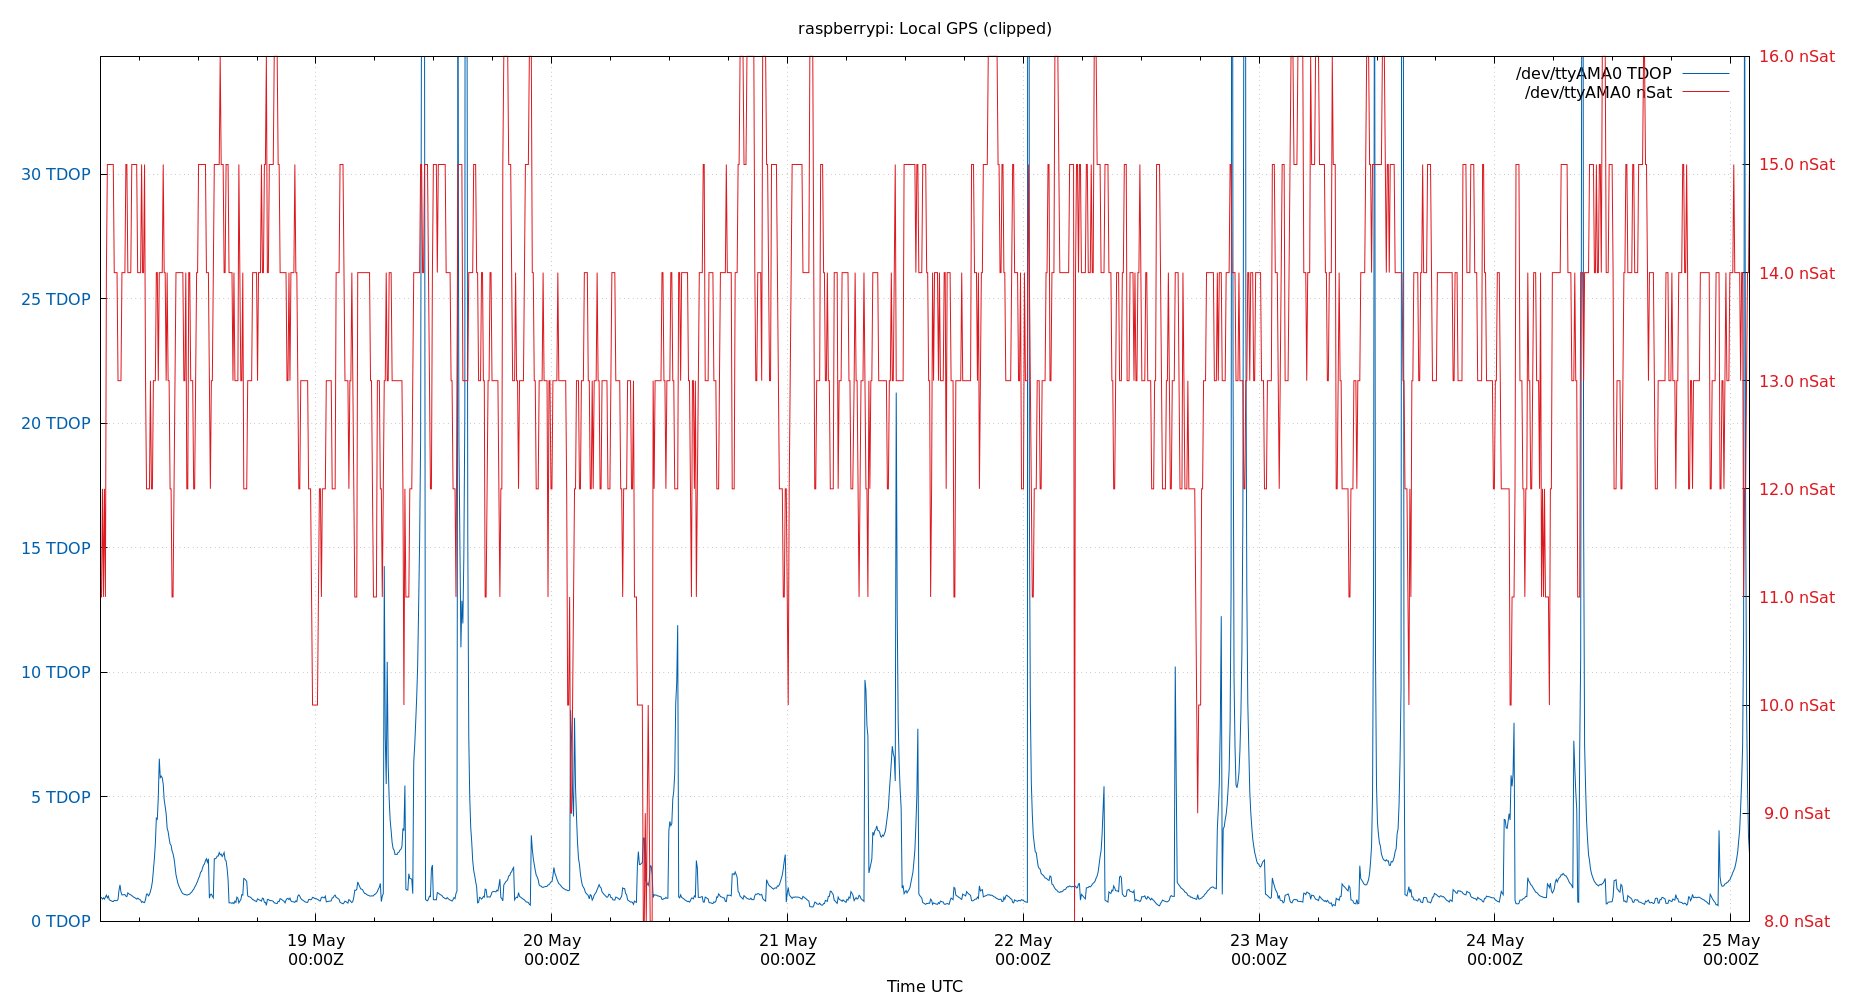 raspberrypi: Local GPS (clipped)
/dev/ttyAMA0 TDOP
/dev/ttyAMA0 nSat
30 TDOP
25 TDOP
20 TDOP
15 TDOP
10 TDOP
5 TDOP
0 TDOP
16.0 nSat
15.0 nSat
14.0 nSat
13.0 nSat
12.0 nSat
11.0 nSat
10.0 nSat
9.0 nSat
8.0 nSat
19 May 20 May 21 May 22 May 23 May 24 May 25 May
00:00Z 00:00Z 00:00Z 00:00Z 00:00Z 00:00Z 00:00Z
Time UTC